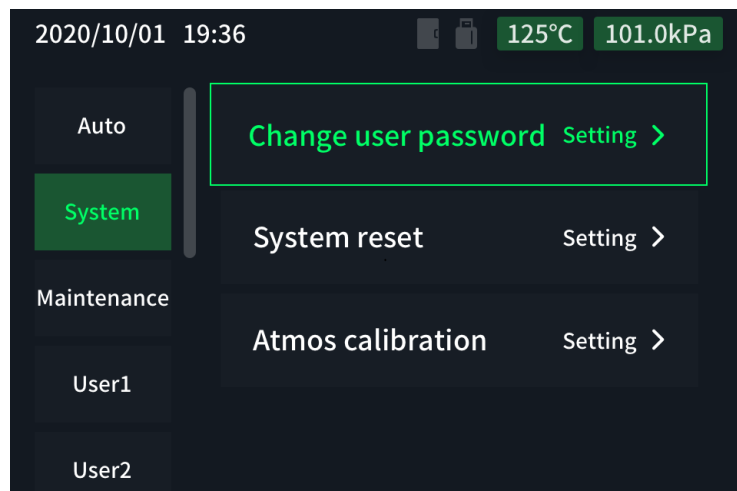 2020/10/01 19:36 125°C 101.0kPa
Auto
System
Maintenance
User1
User2
Change user password Setting
System reset Setting
Atmos calibration Setting